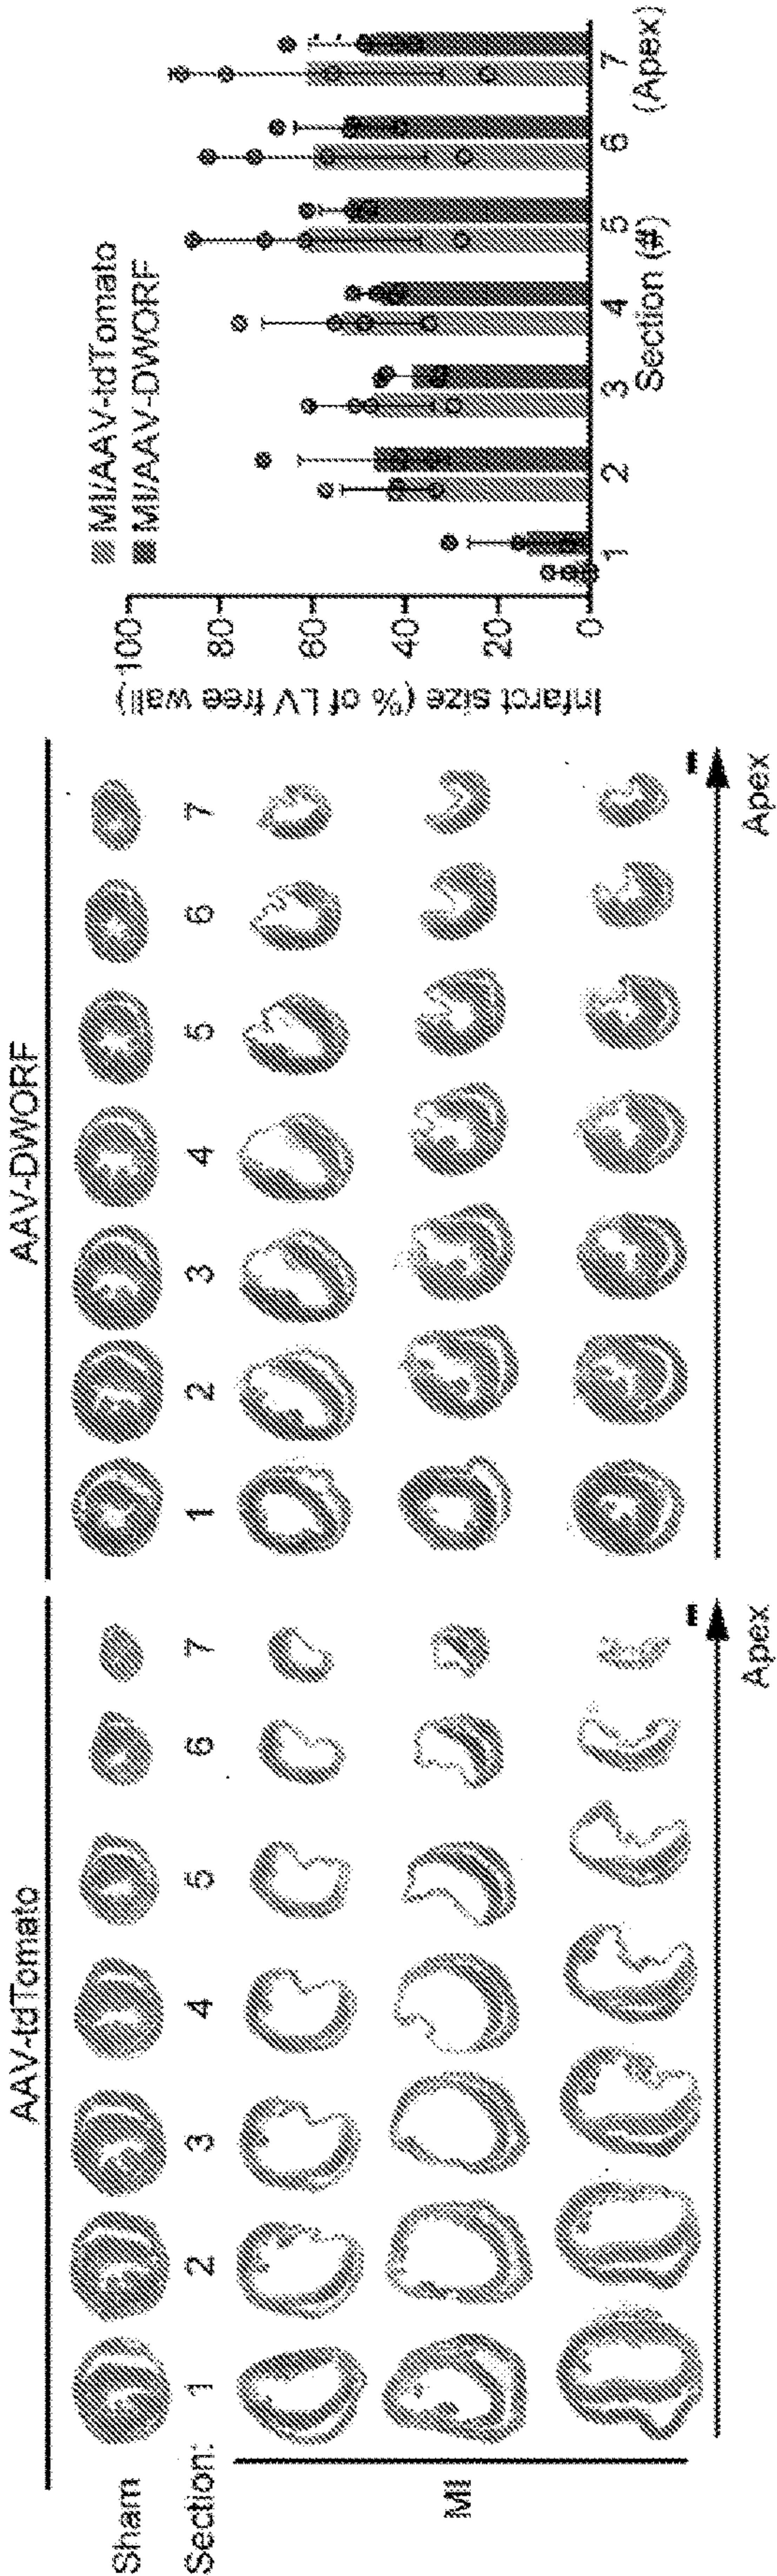 AAV-tdTomato
AAV-DWORF
Sham
Section: 1 2 3 4 5 6 7
1 2 3 4 5 6 7
MI
Apex
Apex
MI/AAV-tdTomato
MI/AAV-DWORF
Infarct size (% of LV free wall)
100
80
60
40
20
0
1 2 3 4 5 6 7
(Apex)
Section (#)